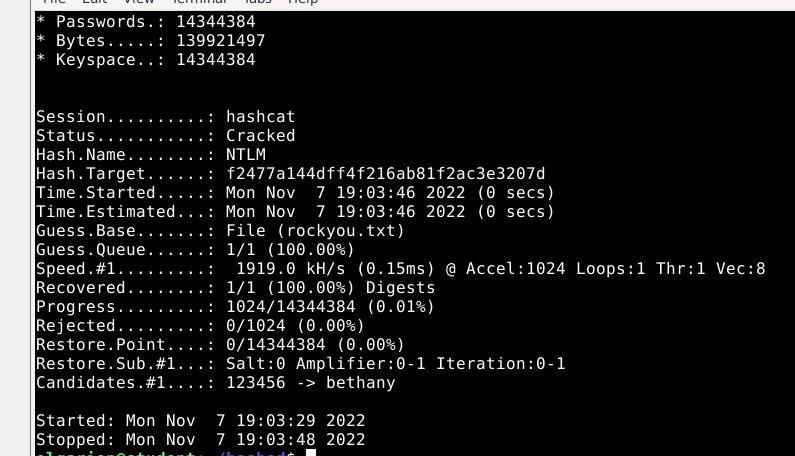 File Edit View Terminal Tabs Help
* Passwords.: 14344384
* Bytes.....: 139921497
* Keyspace..: 14344384
Session..........: hashcat
Status...........: Cracked
Hash.Name........: NTLM
Hash.Target......: f2477a144dff4f216ab81f2ac3e3207d
Time.Started.....: Mon Nov  7 19:03:46 2022 (0 secs)
Time.Estimated...: Mon Nov  7 19:03:46 2022 (0 secs)
Guess.Base.......: File (rockyou.txt)
Guess.Queue......: 1/1 (100.00%)
Speed.#1.........:  1919.0 kH/s (0.15ms) @ Accel:1024 Loops:1 Thr:1 Vec:8
Recovered........: 1/1 (100.00%) Digests
Progress.........: 1024/14344384 (0.01%)
Rejected.........: 0/1024 (0.00%)
Restore.Point....: 0/14344384 (0.00%)
Restore.Sub.#1...: Salt:0 Amplifier:0-1 Iteration:0-1
Candidates.#1....: 123456 -> bethany
Started: Mon Nov  7 19:03:29 2022
Stopped: Mon Nov  7 19:03:48 2022